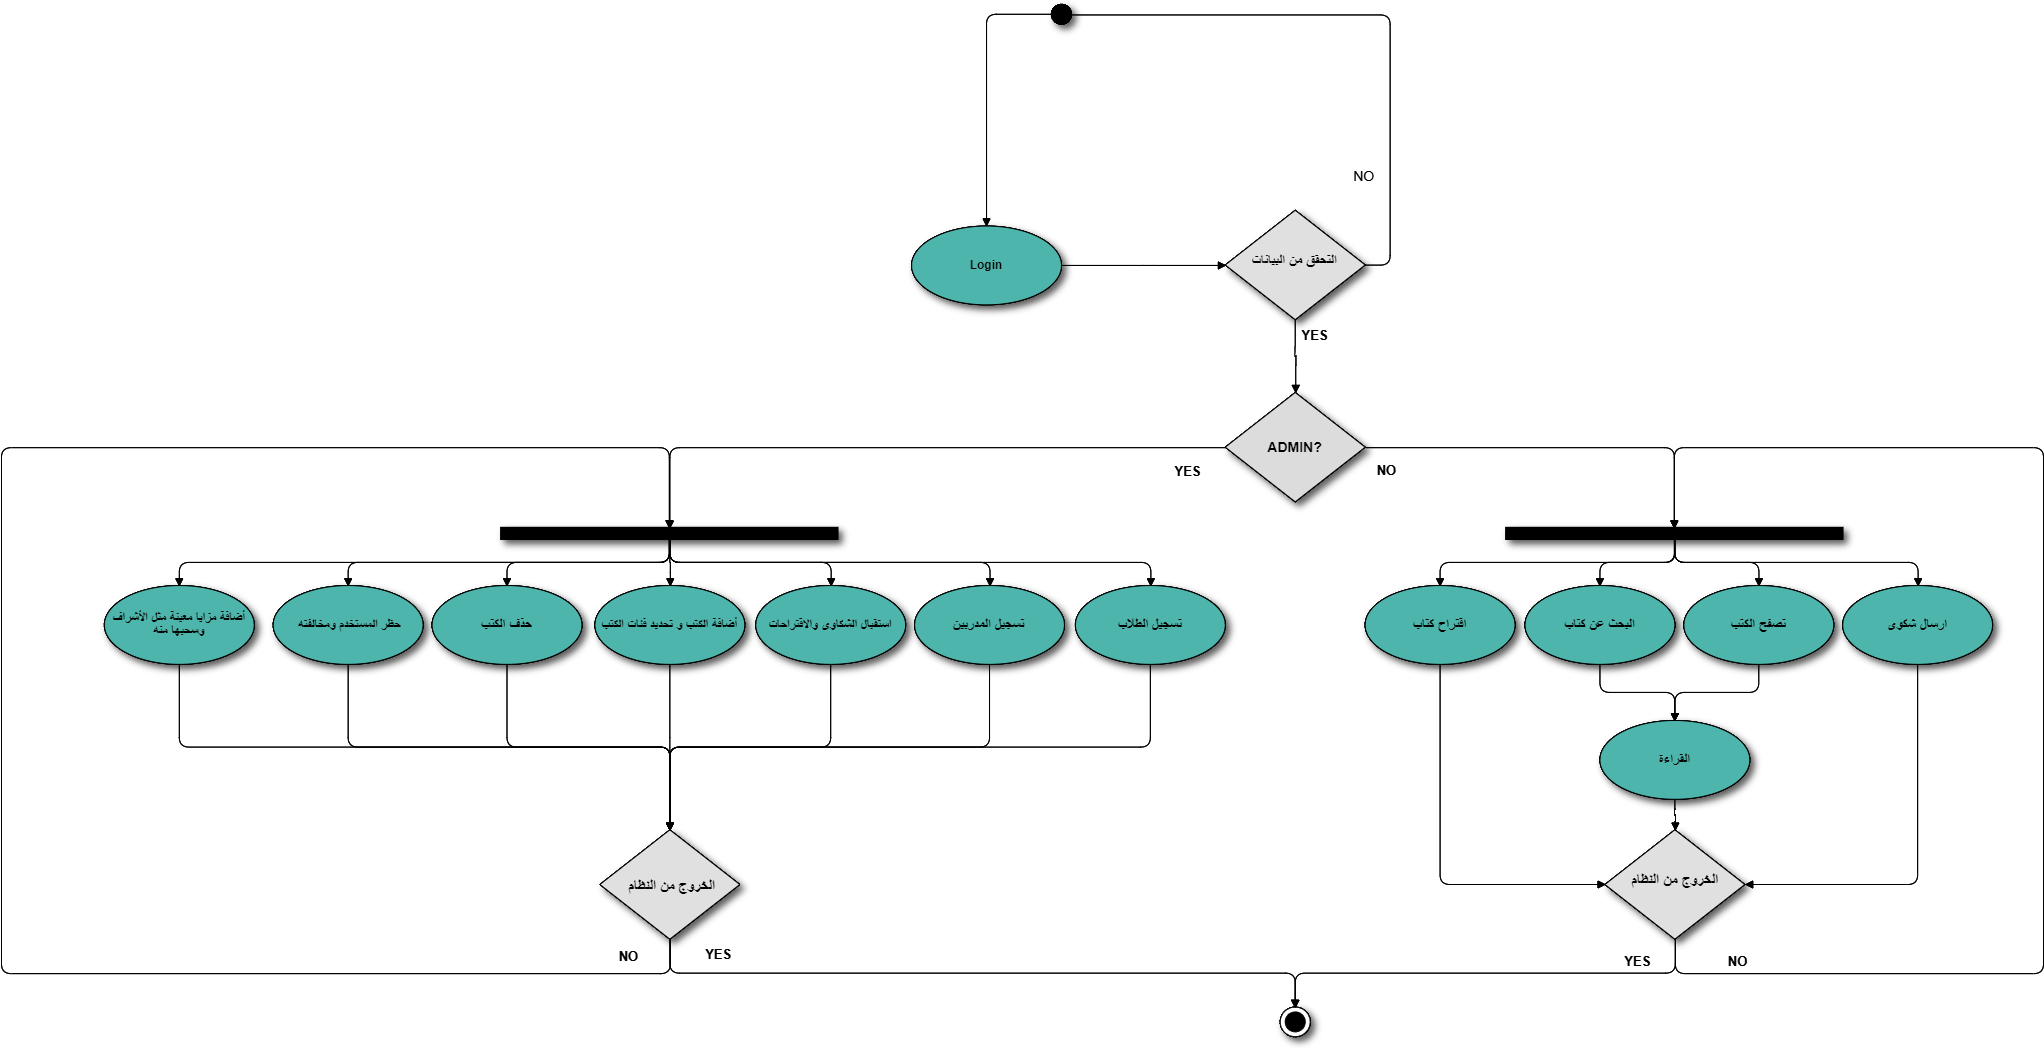 NO
Login
التحقق من البيانات
YES
ADMIN?
YES
NO
أضافة مزايا معينة مثل الأشراف
وسحبها منه
حظر المستخدم ومخالفته
حذف الكتب
أضافة الكتب و تحديد فئات الكتب
استقبال الشكاوى والاقتراحات
تسجيل المدربين
تسجيل الطلاب
اقتراح كتاب
البحث عن كتاب
تصفح الكتب
ارسال شكوى
القراءة
الخروج من النظام
الخروج من النظام
NO
YES
YES
NO